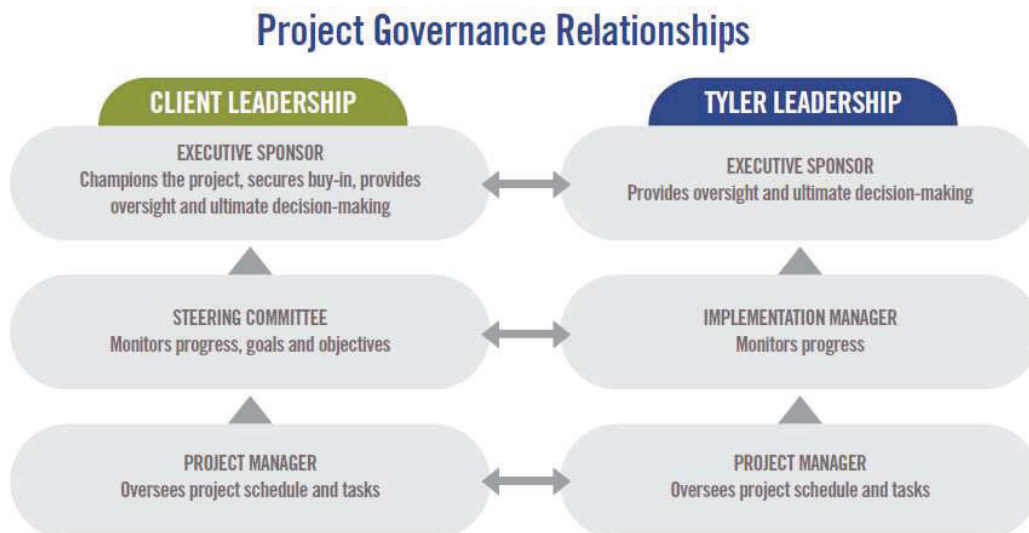 Project Governance Relationships
CLIENT LEADERSHIP
EXECUTIVE SPONSOR
Champions the project, secures buy-in, provides
oversight and ultimate decision-making
STEERING COMMITTEE
Monitors progress, goals and objectives
PROJECT MANAGER
Oversees project schedule and tasks
TYLER LEADERSHIP
EXECUTIVE SPONSOR
Provides oversight and ultimate decision-making
IMPLEMENTATION MANAGER
Monitors progress
PROJECT MANAGER
Oversees project schedule and tasks